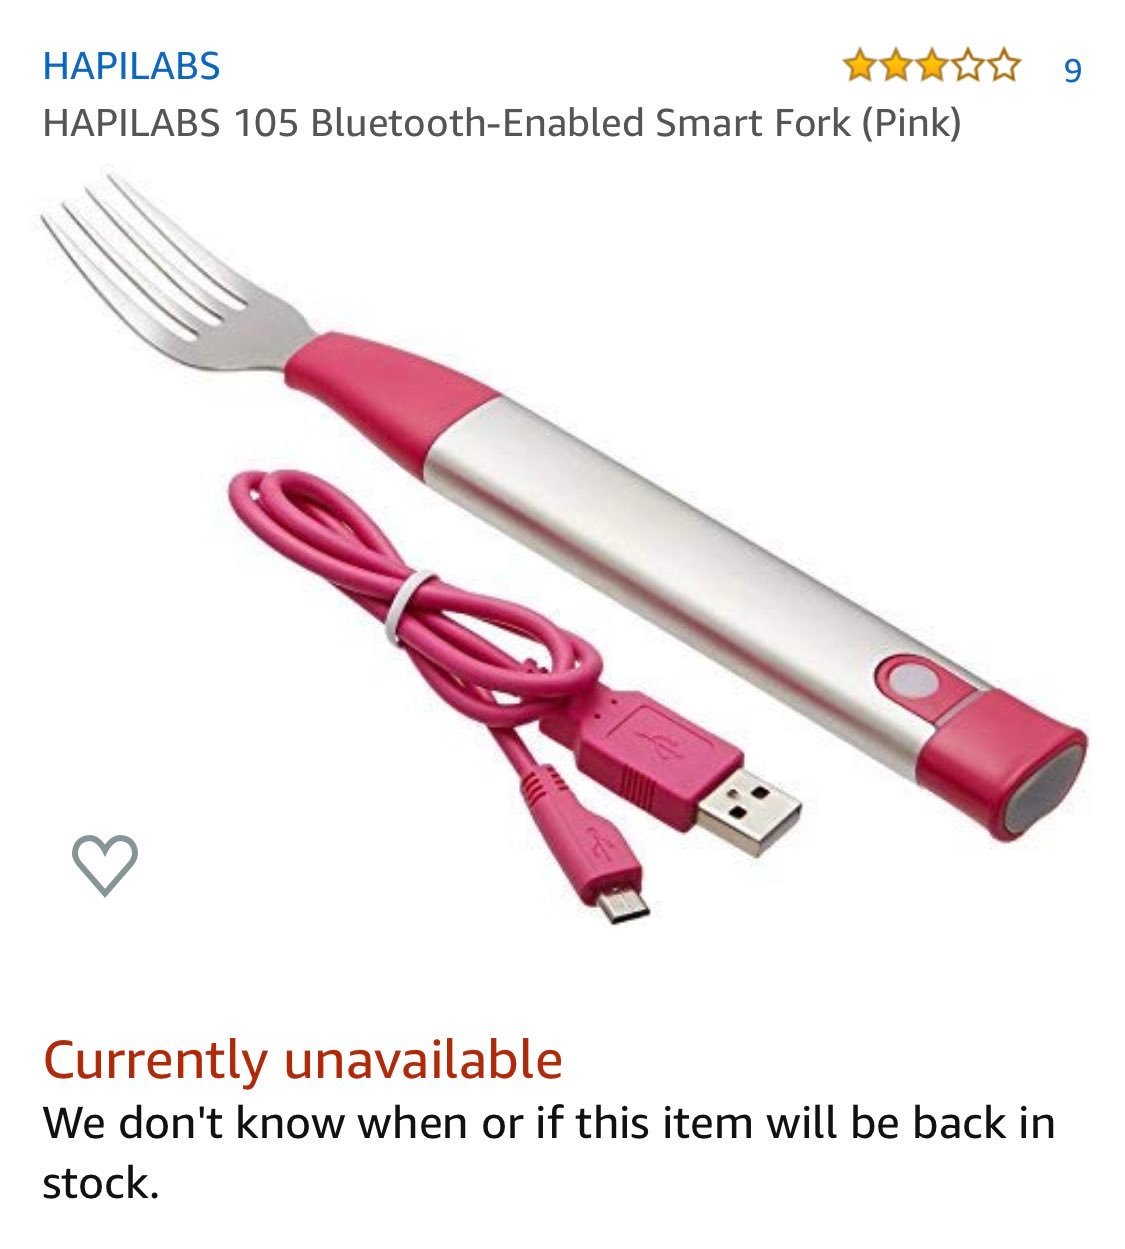 HAPILABS
9
HAPILABS 105 Bluetooth-Enabled Smart Fork (Pink)
Currently unavailable
We don't know when or if this item will be back in
stock.